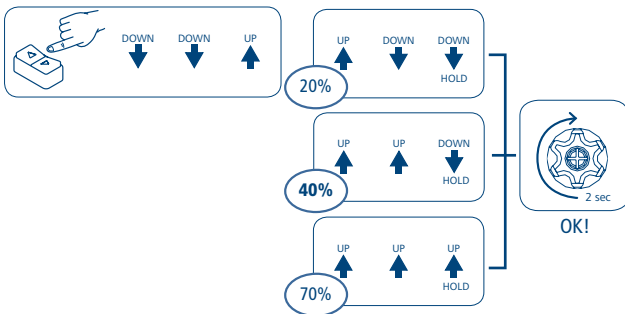 DOWN DOWN UP
UP DOWN DOWN
HOLD
20%
UP UP DOWN
HOLD
40%
2 sec
OK!
UP UP UP
HOLD
70%